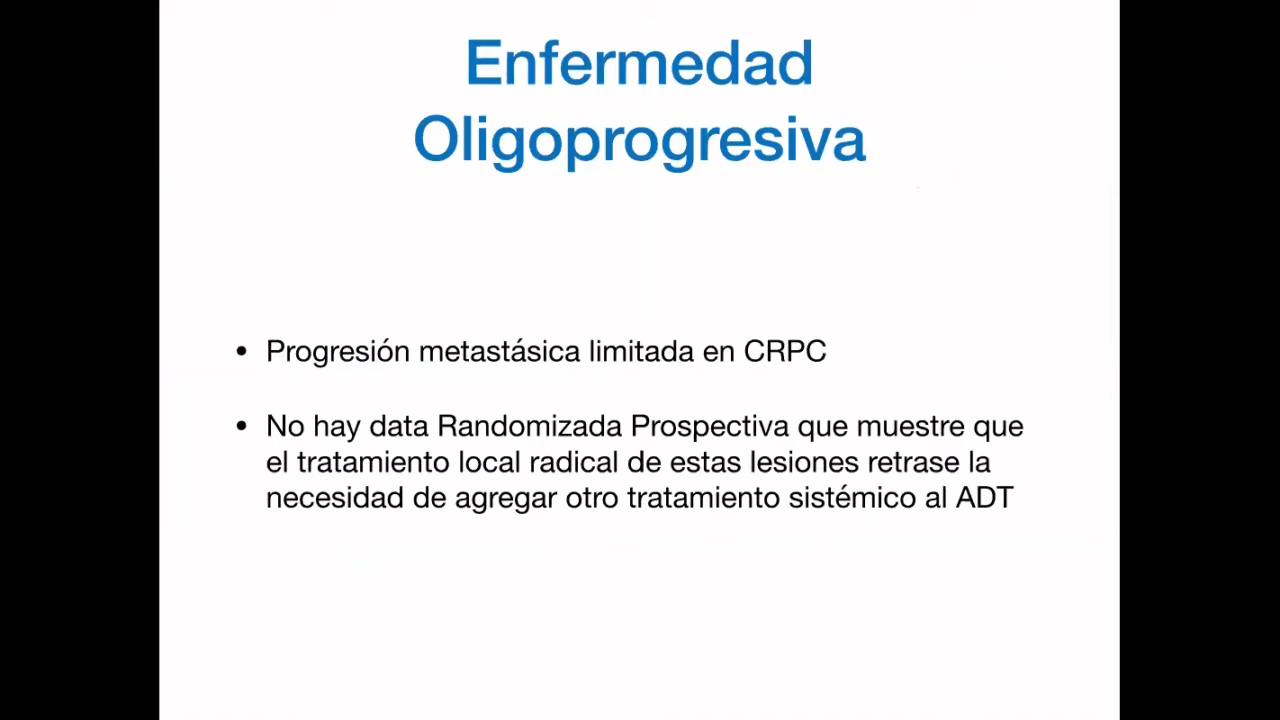 Enfermedad
Oligoprogresiva
• Progresión metastásica limitada en CRPC
• No hay data Randomizada Prospectiva que muestre que
el tratamiento local radical de estas lesiones retrase la
necesidad de agregar otro tratamiento sistémico al ADT